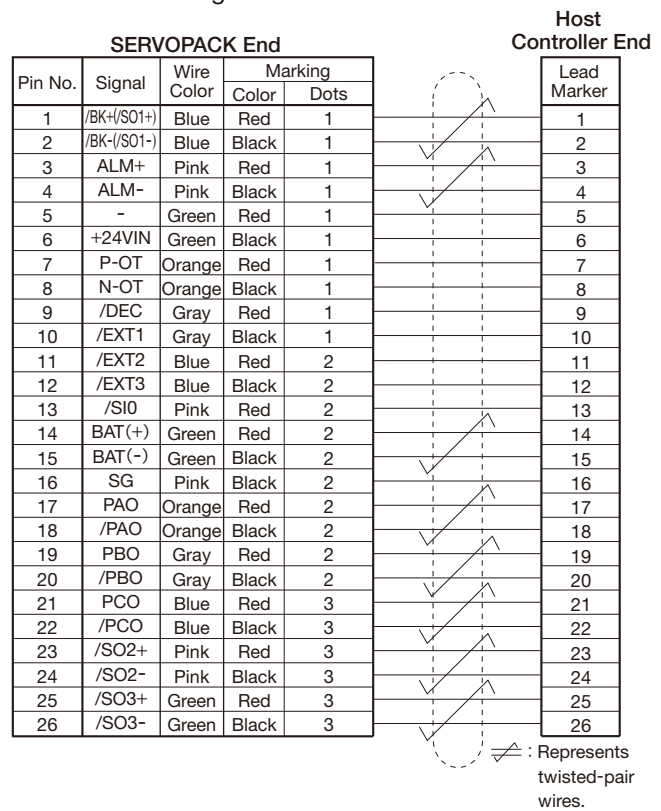 Host
SERVOPACK End Controller End
Pin No. Signal Wire Color Marking Lead Marker
Color Dots
1 /BK+(/SO1+) Blue Red 1 1
2 /BK-(/SO1-) Blue Black 1 2
3 ALM+ Pink Red 1 3
4 ALM- Pink Black 1 4
5 - Green Red 1 5
6 +24VIN Green Black 1 6
7 P-OT Orange Red 1 7
8 N-OT Orange Black 1 8
9 /DEC Gray Red 1 9
10 /EXT1 Gray Black 1 10
11 /EXT2 Blue Red 2 11
12 /EXT3 Blue Black 2 12
13 /SI0 Pink Red 2 13
14 BAT(+) Green Red 2 14
15 BAT(-) Green Black 2 15
16 SG Pink Black 2 16
17 PAO Orange Red 2 17
18 /PAO Orange Black 2 18
19 PBO Gray Red 2 19
20 /PBO Gray Black 2 20
21 PCO Blue Red 3 21
22 /PCO Blue Black 3 22
23 /SO2+ Pink Red 3 23
24 /SO2- Pink Black 3 24
25 /SO3+ Green Red 3 25
26 /SO3- Green Black 3 26
: Represents
twisted-pair
wires.